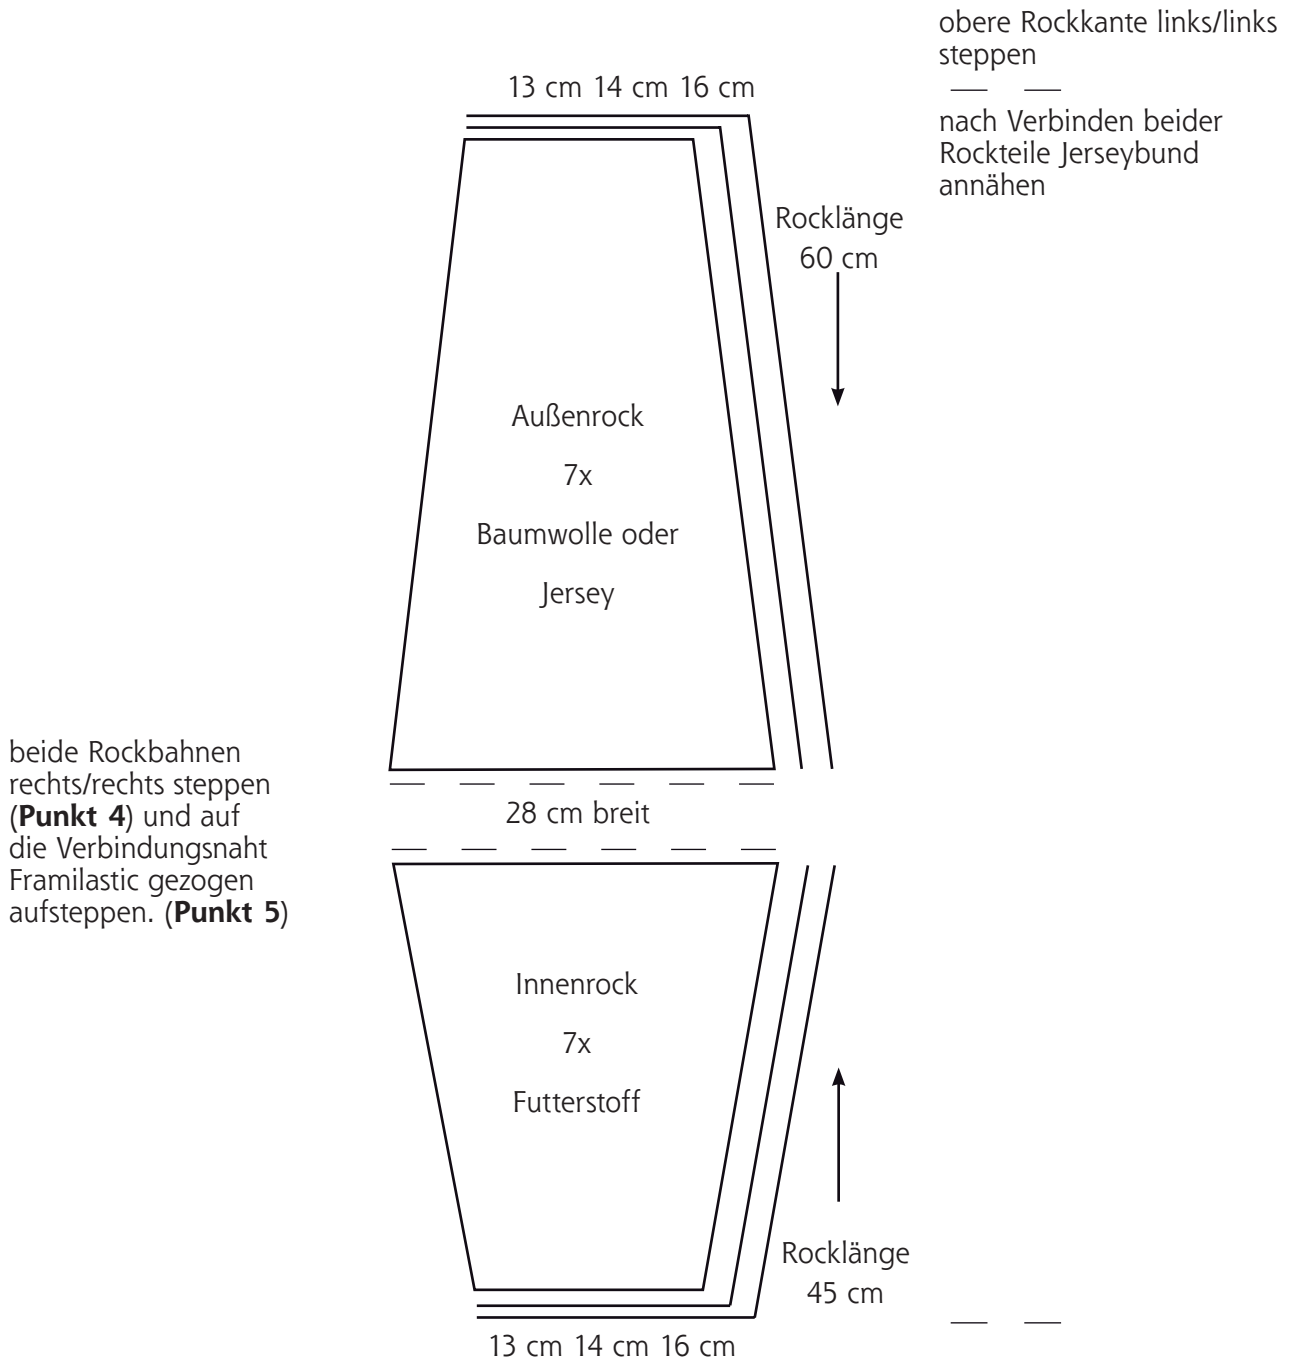 obere Rockkante links/links
steppen
nach Verbinden beider
Rockteile Jerseybund
annähen
13 cm 14 cm 16 cm
Rocklänge
60 cm
Außenrock
7x
Baumwolle oder
Jersey
beide Rockbahnen
rechts/rechts steppen
(Punkt 4) und auf
die Verbindungsnaht
Framilastic gezogen
aufsteppen. (Punkt 5)
28 cm breit
Innenrock
7x
Futterstoff
Rocklänge
45 cm
13 cm 14 cm 16 cm